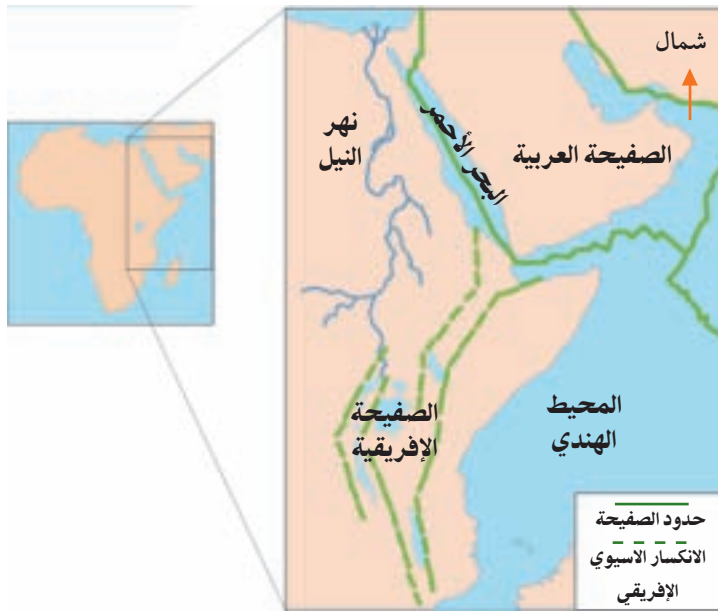 شمال
نهر
النيل
البحر الأحمر
الصفيحة العربية
الصفيحة
الإفريقية
المحيط
الهندي
حدود الصفيحة
الانكسار الاسيوي
الإفريقي